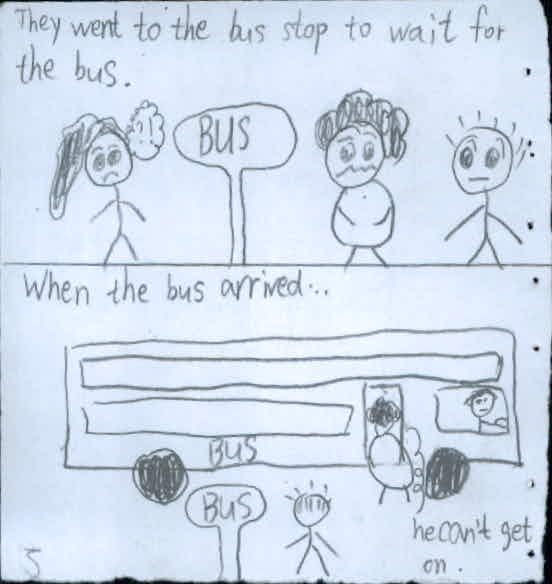 They went to the bus stop to wait for
the bus.
?!
BUS
When the bus arrived...
BUS
BUS
he can't get
on.
5